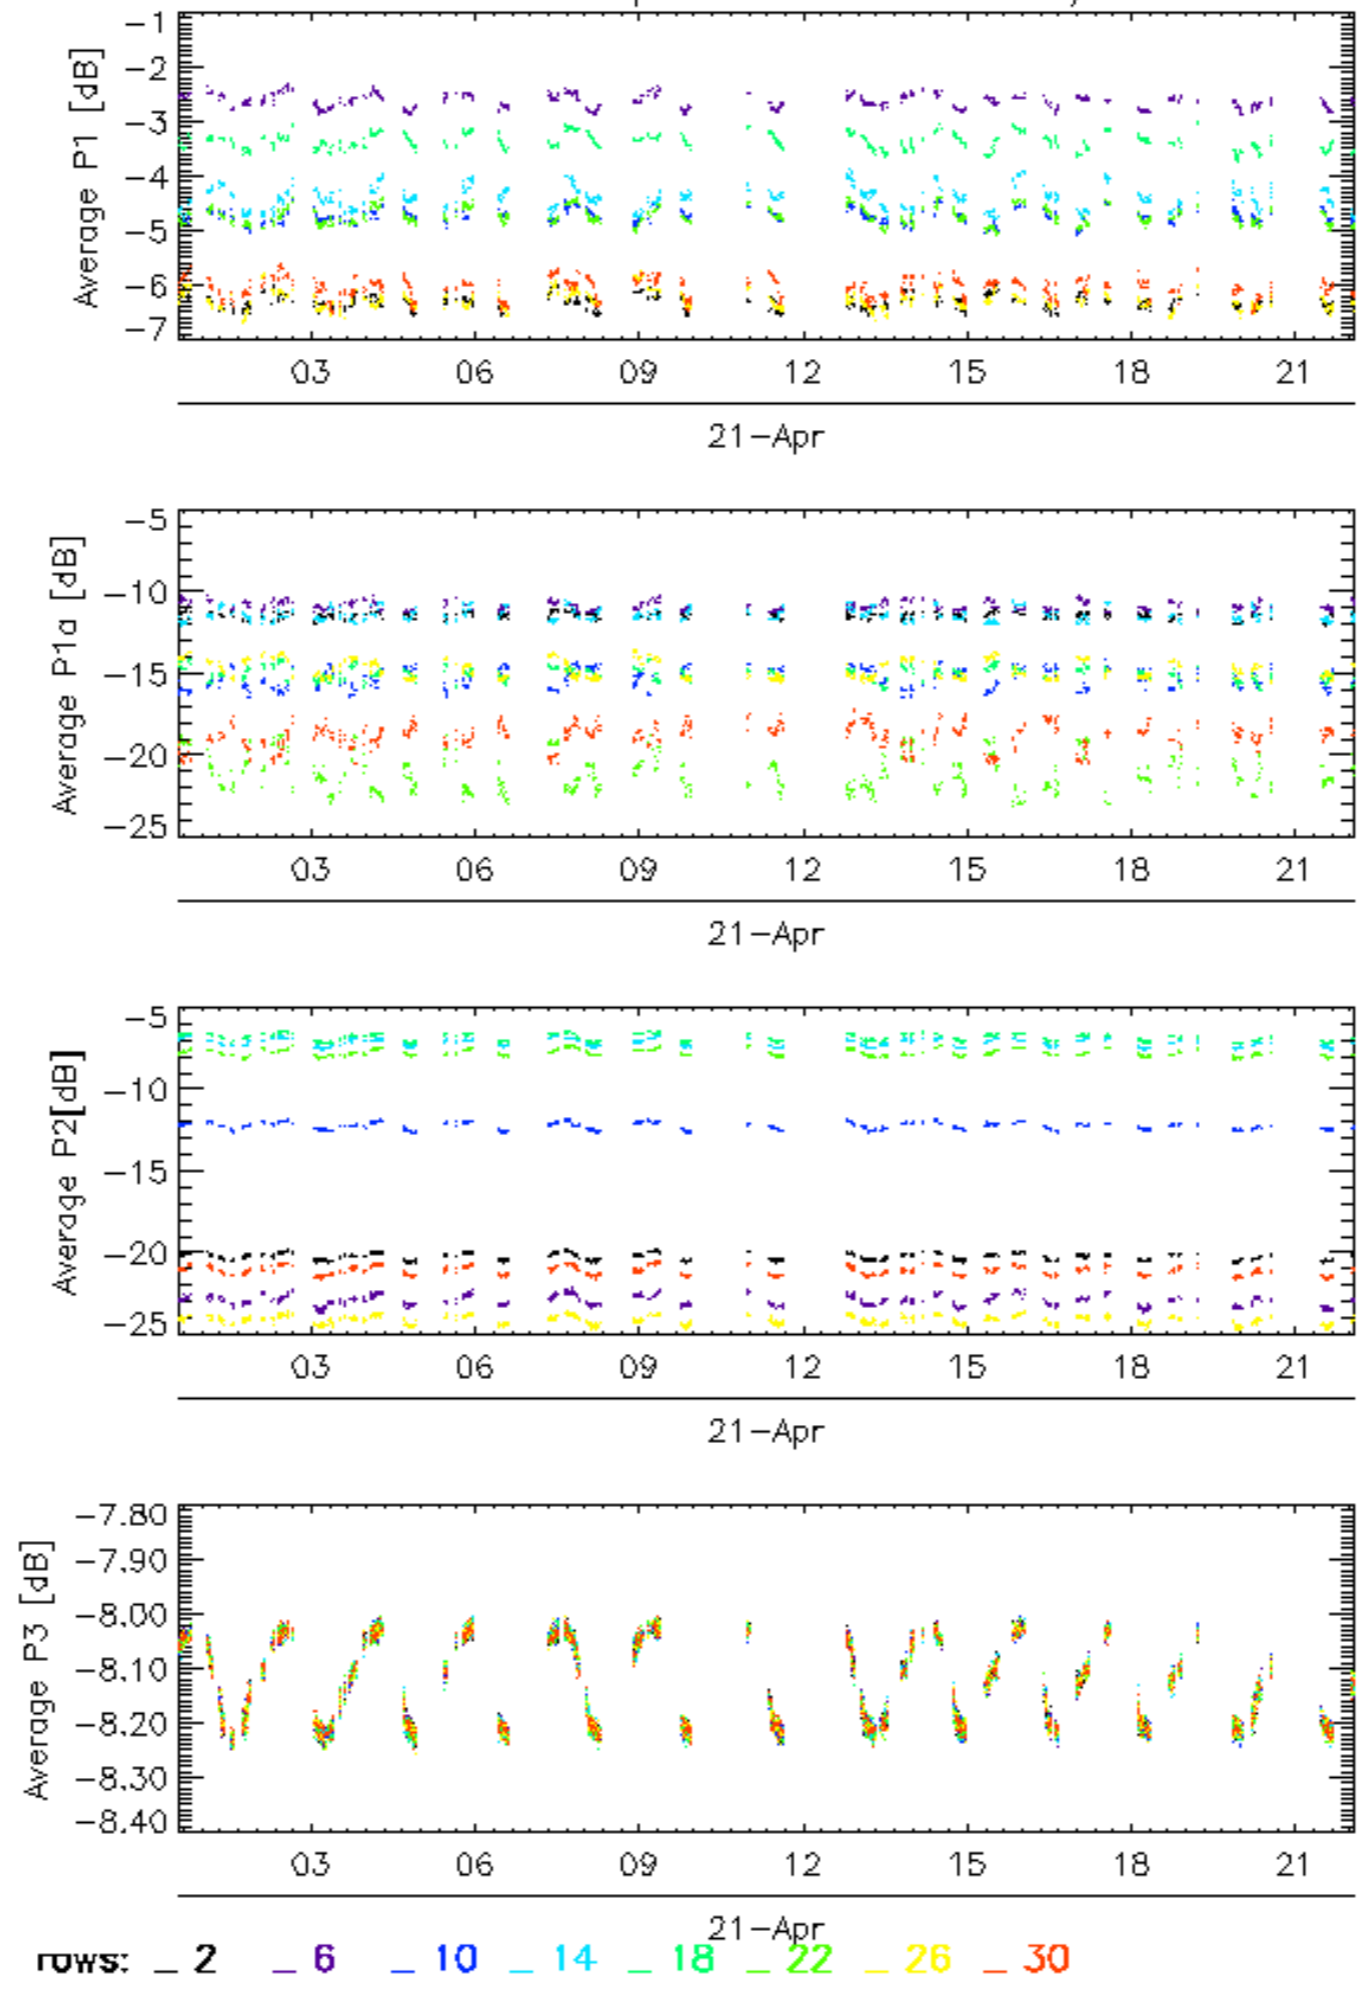 −1
−2
−3
−4
−5
−6
−7
Average P1 [dB]
03 06 09 12 15 18 21
21−Apr
−5
−10
−15
−20
−25
Average P1a [dB]
03 06 09 12 15 18 21
21−Apr
−5
−10
−15
−20
−25
Average P2[dB]
03 06 09 12 15 18 21
21−Apr
−7.80
−7.90
−8.00
−8.10
−8.20
−8.30
−8.40
Average P3 [dB]
03 06 09 12 15 18 21
21−Apr
rows: _ 2 _ 6 _ 10 _ 14 _ 18 _ 22 _ 26 _ 30